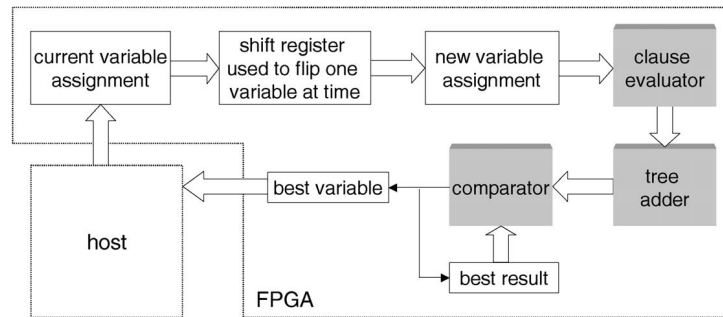 current variable
assignment
shift register
used to flip one
variable at time
new variable
assignment
clause
evaluator
host
best variable
comparator
tree
adder
best result
FPGA